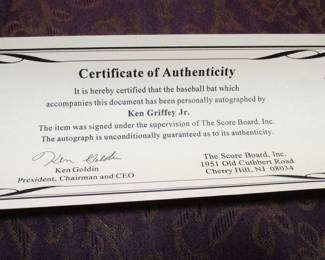 Certificate of Authenticity
It is hereby certified that the baseball bat which
accompanies this document has been personally autographed by
Ken Griffey Jr.
The item was signed under the supervision of The Score Board, Inc.
The autograph is unconditionally guaranteed as to its authenticity.
Ken Goldin
Ken Goldin
President, Chairman and CEO
The Score Board, Inc.
1951 Old Cuthbert Road
Cherry Hill, NJ 08034